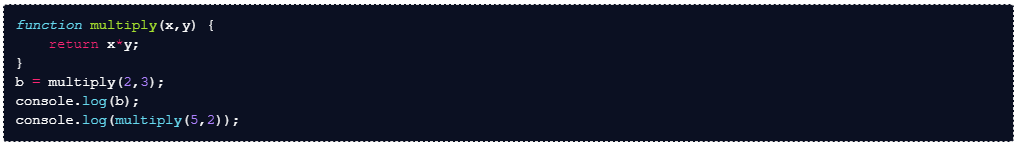 function multiply(x,y) {
    return x*y;
}
b = multiply(2,3);
console.log(b);
console.log(multiply(5,2));